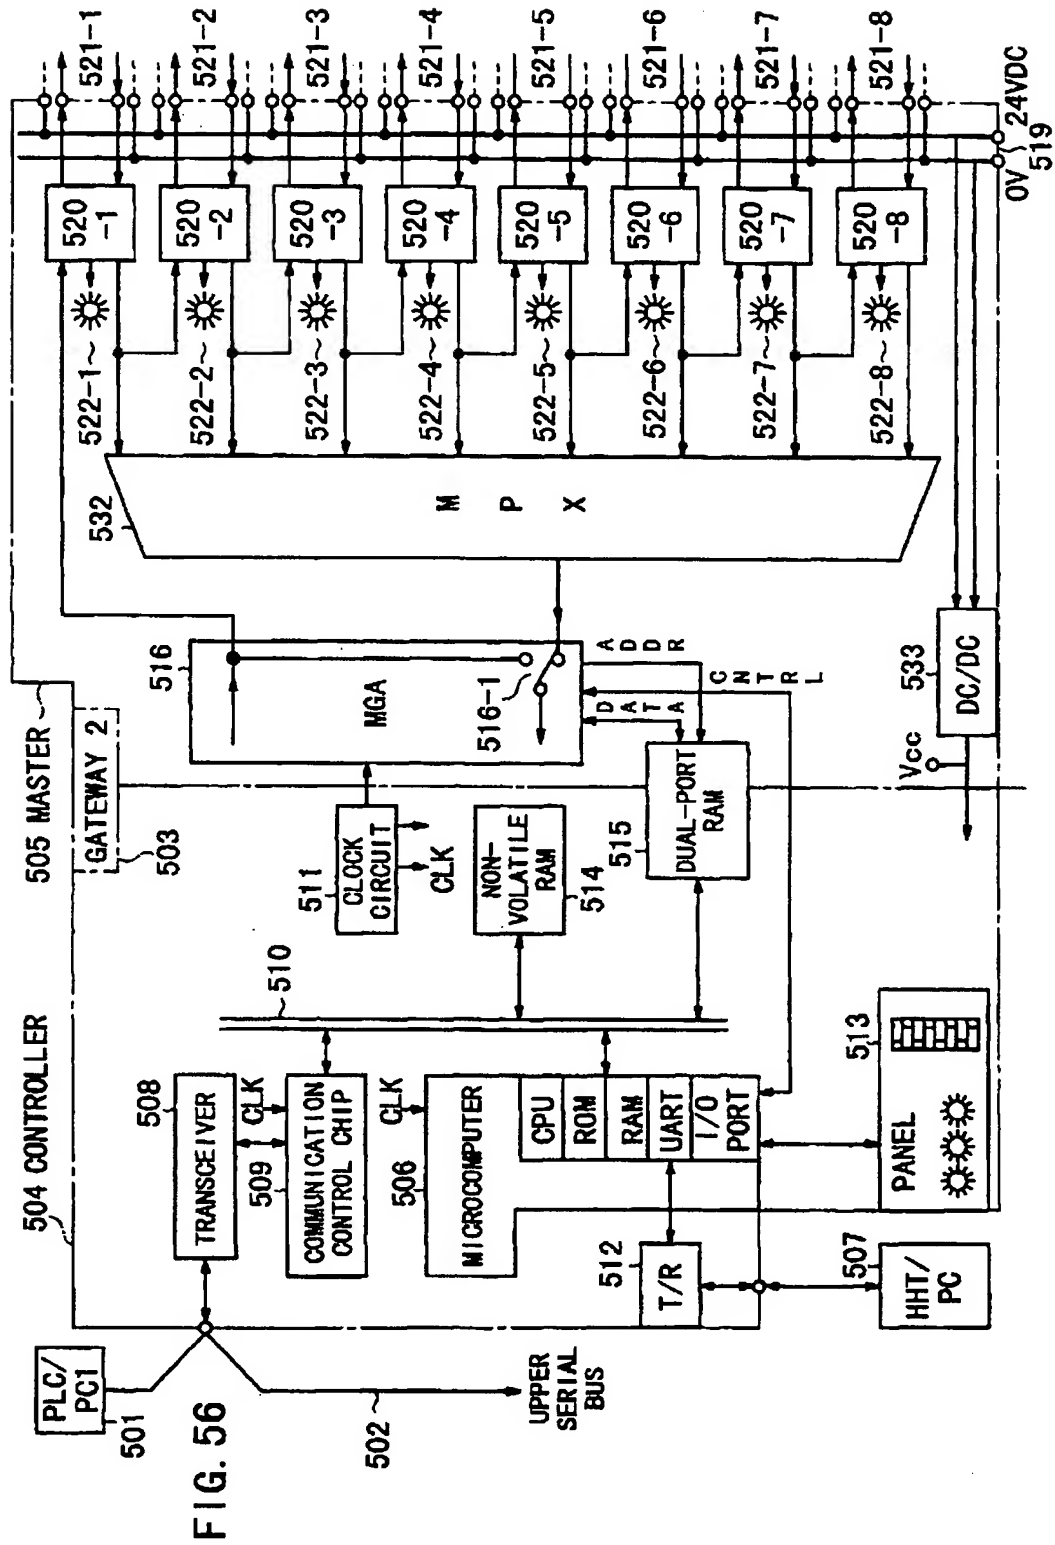 FIG. 56
PLC/
PC1
501
502
UPPER
SERIAL
BUS
504 CONTROLLER
505 MASTER
GATEWAY 2
503
TRANSCEIVER
508
CLK
COMMUNICATION
CONTROL CHIP
509
CLK
MICROCOMPUTER
506
CPU
ROM
RAM
UART
I/O
PORT
T/R
512
HHT/
PC
507
PANEL
513
510
CLOCK
CIRCUIT
511
CLK
NON-
VOLATILE
RAM
514
DUAL-PORT
RAM
515
MGA
516
516-1
ADDR
DATA
CNTRL
MPX
532
DC/DC
533
Vcc
522-1
522-2
522-3
522-4
522-5
522-6
522-7
522-8
520
-1
520
-2
520
-3
520
-4
520
-5
520
-6
520
-7
520
-8
521-1
521-2
521-3
521-4
521-5
521-6
521-7
521-8
0V
24VDC
519